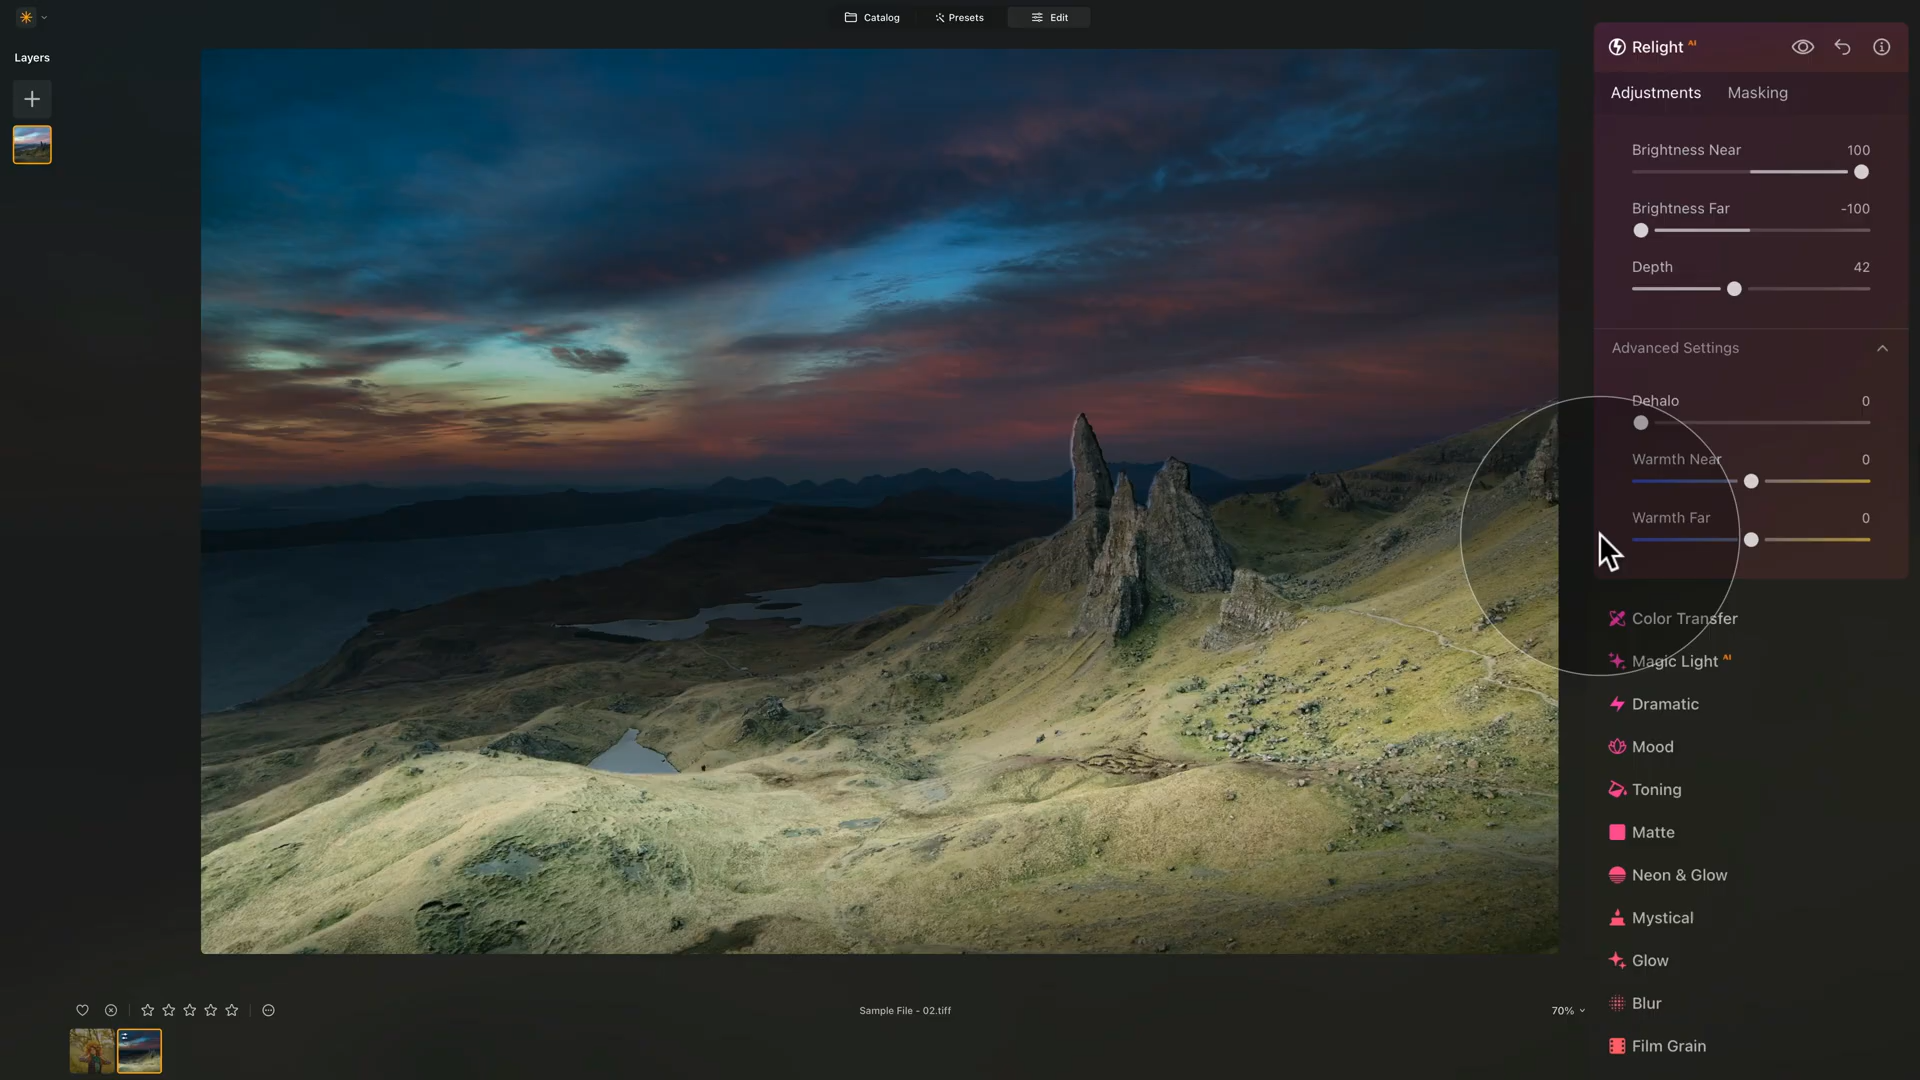 Catalog
Presets
Edit
Layers
Relight AI
Adjustments
Masking
Brightness Near 100
Brightness Far -100
Depth 42
Advanced Settings
Dehalo 0
Warmth Near 0
Warmth Far 0
Color Transfer
Magic Light AI
Dramatic
Mood
Toning
Matte
Neon & Glow
Mystical
Glow
Blur
Film Grain
Sample File - 02.tiff
70%